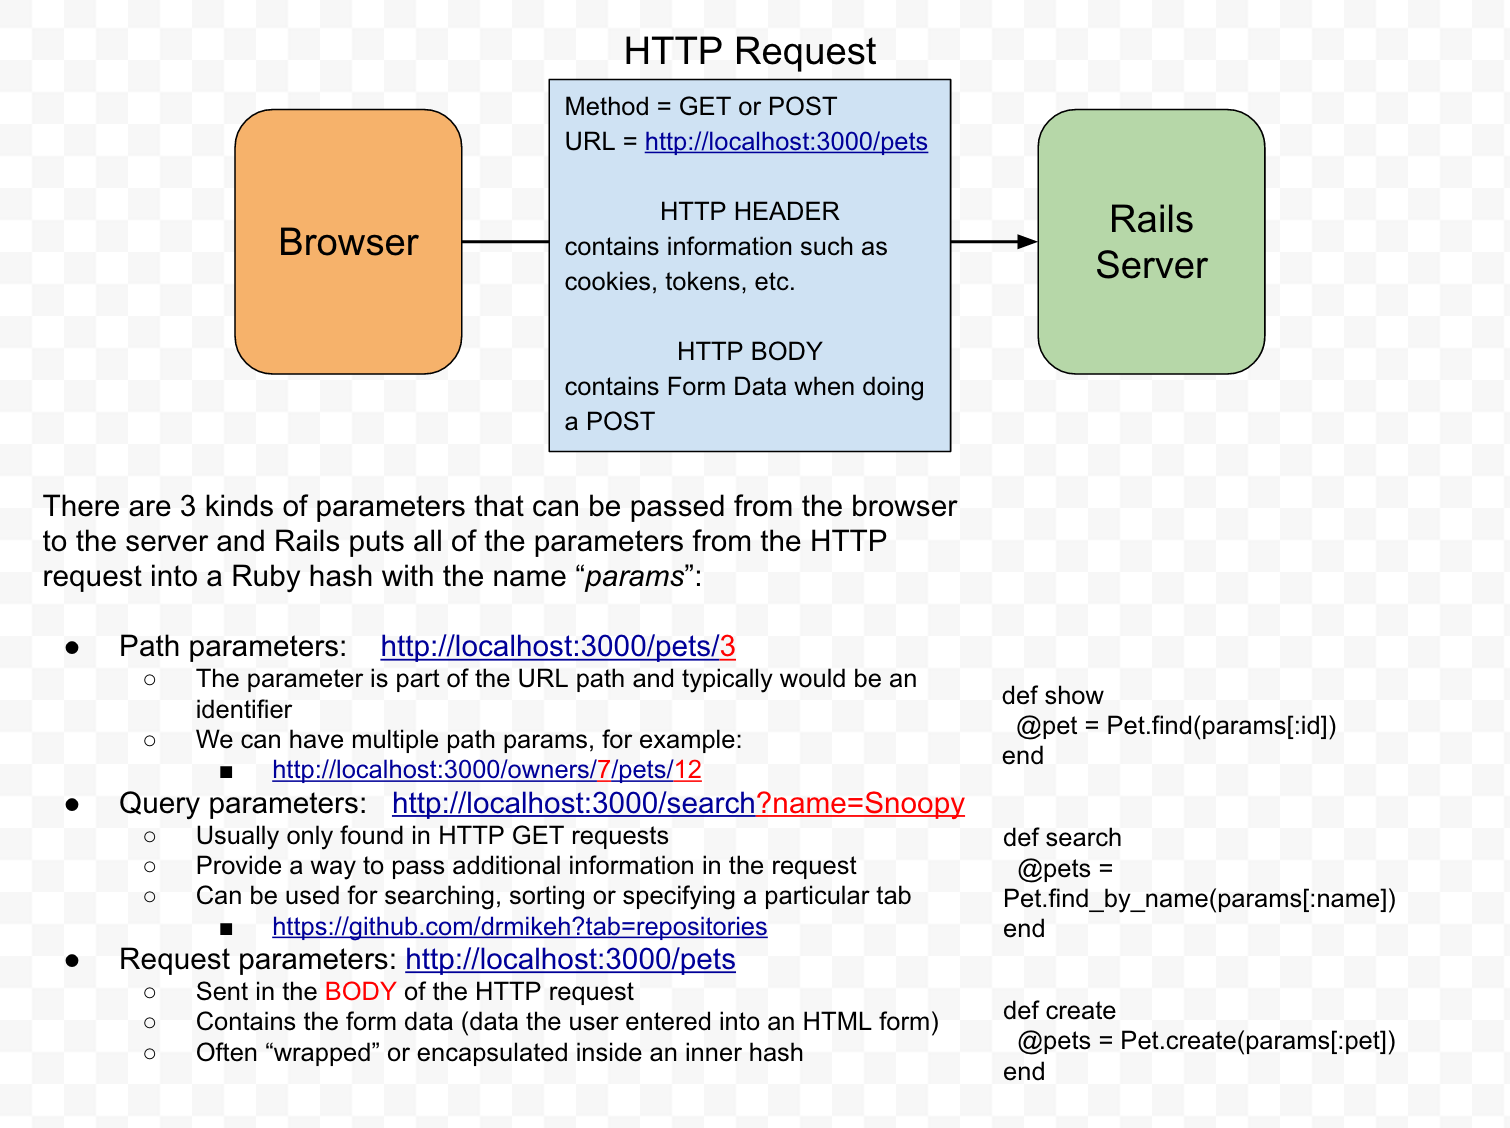 HTTP Request
Browser
Method = GET or POST
URL = http://localhost:3000/pets
HTTP HEADER
contains information such as
cookies, tokens, etc.
HTTP BODY
contains Form Data when doing
a POST
Rails
Server
There are 3 kinds of parameters that can be passed from the browser
to the server and Rails puts all of the parameters from the HTTP
request into a Ruby hash with the name “params”:
● Path parameters: http://localhost:3000/pets/3
○ The parameter is part of the URL path and typically would be an
identifier
○ We can have multiple path params, for example:
■ http://localhost:3000/owners/7/pets/12
● Query parameters: http://localhost:3000/search?name=Snoopy
○ Usually only found in HTTP GET requests
○ Provide a way to pass additional information in the request
○ Can be used for searching, sorting or specifying a particular tab
■ https://github.com/drmikeh?tab=repositories
● Request parameters: http://localhost:3000/pets
○ Sent in the BODY of the HTTP request
○ Contains the form data (data the user entered into an HTML form)
○ Often “wrapped” or encapsulated inside an inner hash
def show
@pet = Pet.find(params[:id])
end
def search
@pets =
Pet.find_by_name(params[:name])
end
def create
@pets = Pet.create(params[:pet])
end